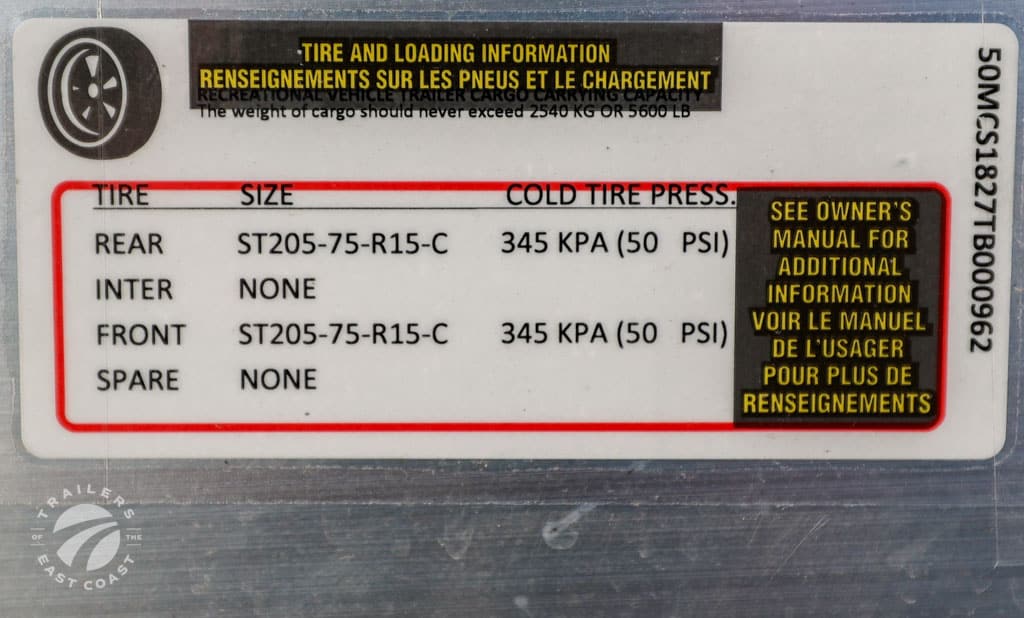 TIRE AND LOADING INFORMATION
RENSEIGNEMENTS SUR LES PNEUS ET LE CHARGEMENT
RECREATIONAL VEHICLE TRAILER CARGO CARRYING CAPACITY
The weight of cargo should never exceed 2540 KG OR 5600 LB
TIRE SIZE COLD TIRE PRESS.
REAR ST205-75-R15-C 345 KPA (50 PSI)
INTER NONE
FRONT ST205-75-R15-C 345 KPA (50 PSI)
SPARE NONE
SEE OWNER'S
MANUAL FOR
ADDITIONAL
INFORMATION
VOIR LE MANUEL
DE L'USAGER
POUR PLUS DE
RENSEIGNEMENTS
50MCS1827TB000962
TRAILERS
OF THE
EAST COAST